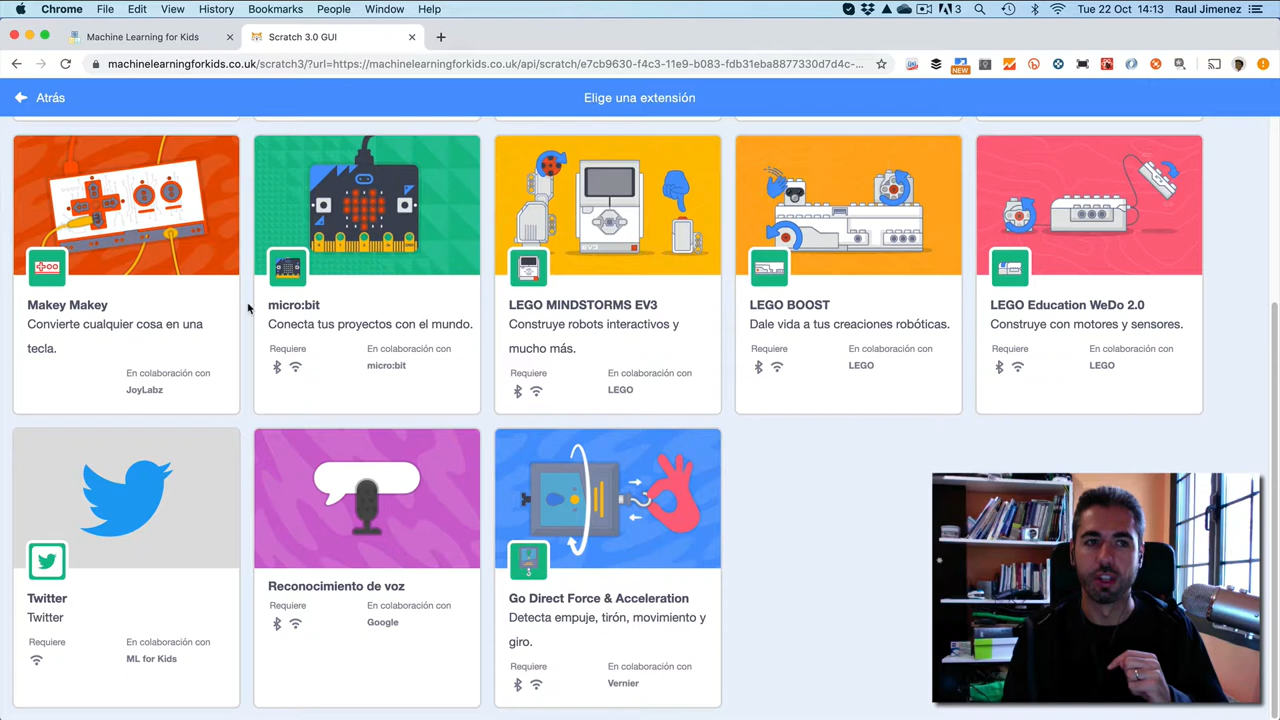 Chrome File Edit View History Bookmarks People Window Help
3 Tue 22 Oct 14:13 Raul Jimenez
Machine Learning for Kids
Scratch 3.0 GUI
machinelearningforkids.co.uk/scratch3/?url=https://machinelearningforkids.co.uk/api/scratch/e7cb9630-f4c3-11e9-b083-fdb31eba8877330d7d4c-...
NEW
Atrás
Elige una extensión
EV3
Makey Makey
Convierte cualquier cosa en una
tecla.
En colaboración con
JoyLabz
micro:bit
Conecta tus proyectos con el mundo.
Requiere
En colaboración con
micro:bit
LEGO MINDSTORMS EV3
Construye robots interactivos y
mucho más.
Requiere
En colaboración con
LEGO
LEGO BOOST
Dale vida a tus creaciones robóticas.
Requiere
En colaboración con
LEGO
LEGO Education WeDo 2.0
Construye con motores y sensores.
Requiere
En colaboración con
LEGO
Twitter
Twitter
Requiere
En colaboración con
ML for Kids
Reconocimiento de voz
Requiere
En colaboración con
Google
Go Direct Force & Acceleration
Detecta empuje, tirón, movimiento y
giro.
Requiere
En colaboración con
Vernier